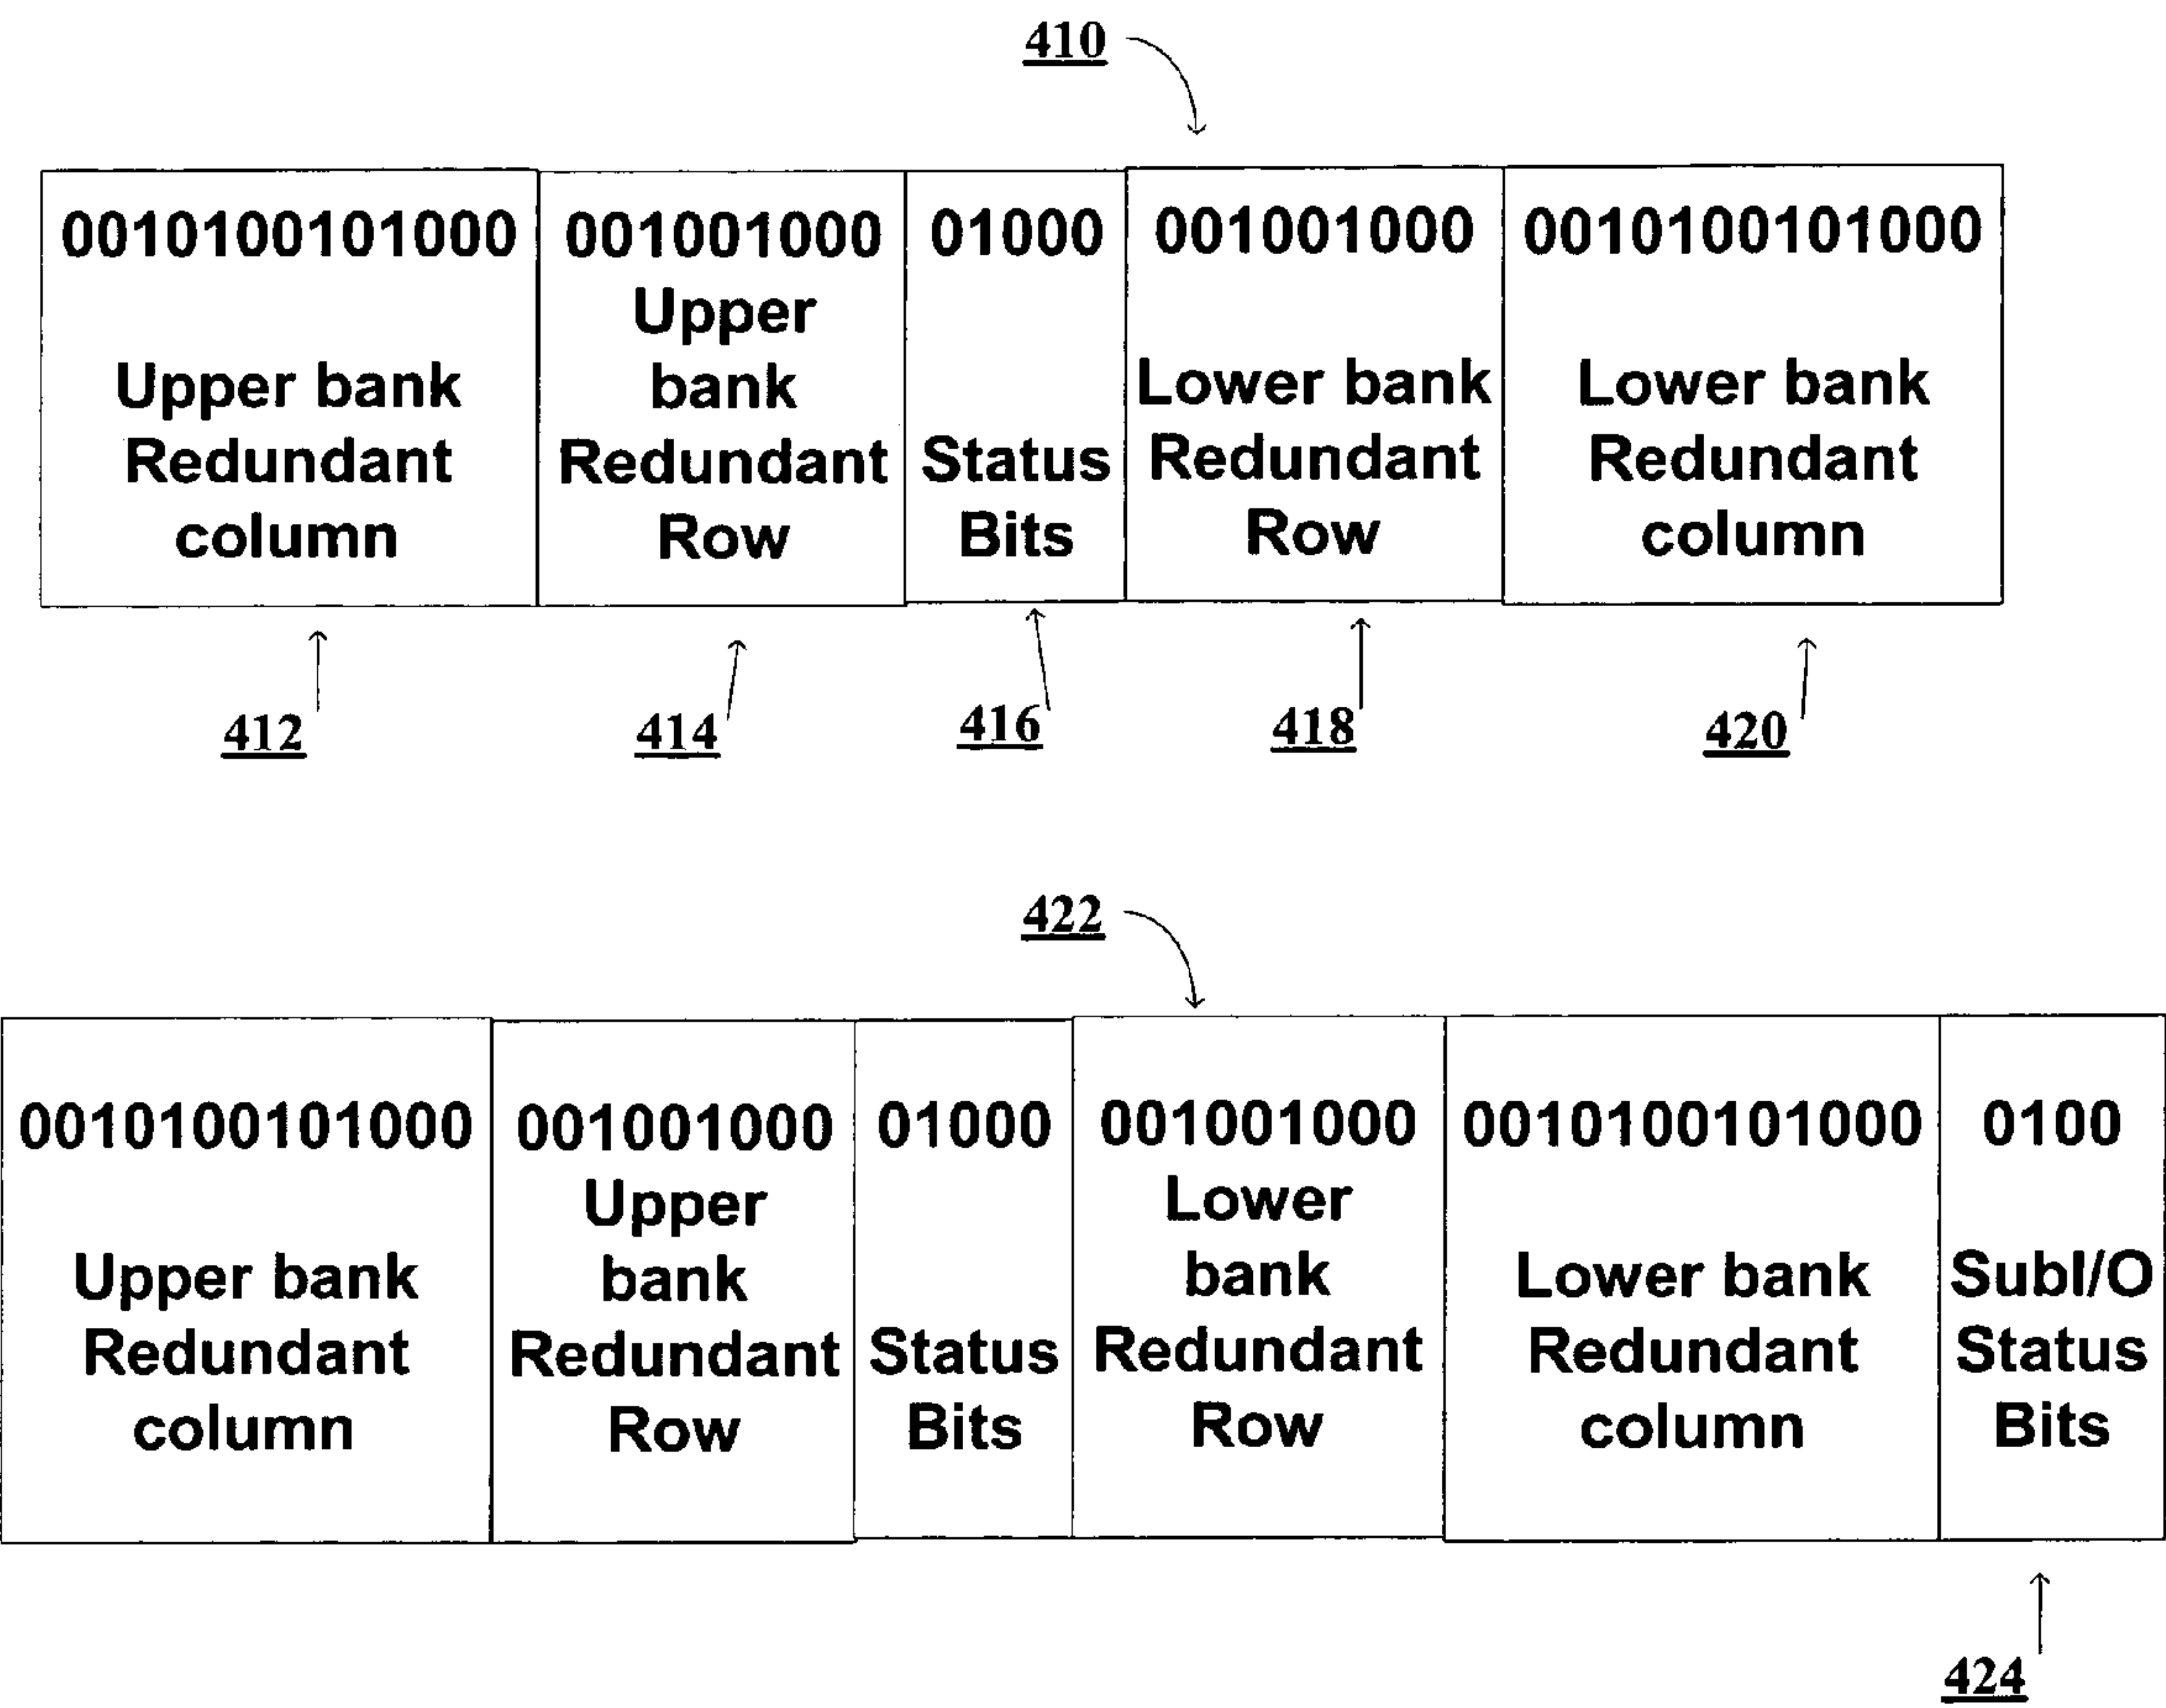 410
0010100101000 001001000 01000 001001000 0010100101000
Upper
Upper bank bank Lower bank Lower bank
Redundant Redundant Status Redundant Redundant
column Row Bits Row column
412 414 416 418 420
422
0010100101000 001001000 01000 001001000 0010100101000 0100
Upper Lower
Upper bank bank bank Lower bank SubI/O
Redundant Redundant Status Redundant Redundant Status
column Row Bits Row column Bits
424